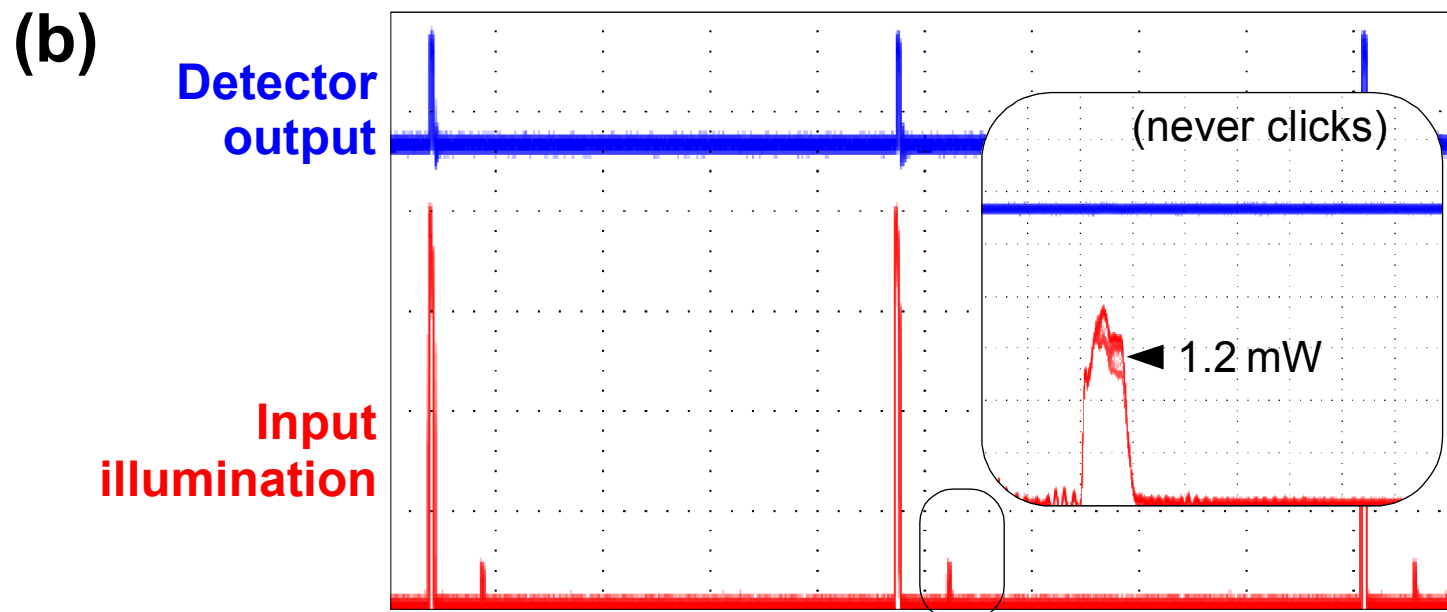 (b)
Detector
output
(never clicks)
1.2 mW
Input
illumination